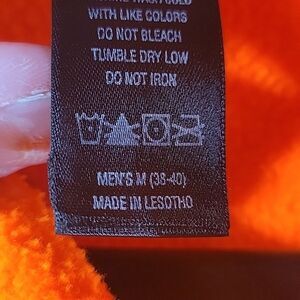 WITH LIKE COLORS
DO NOT BLEACH
TUMBLE DRY LOW
DO NOT IRON
MEN'S M (38-40)
MADE IN LESOTHO